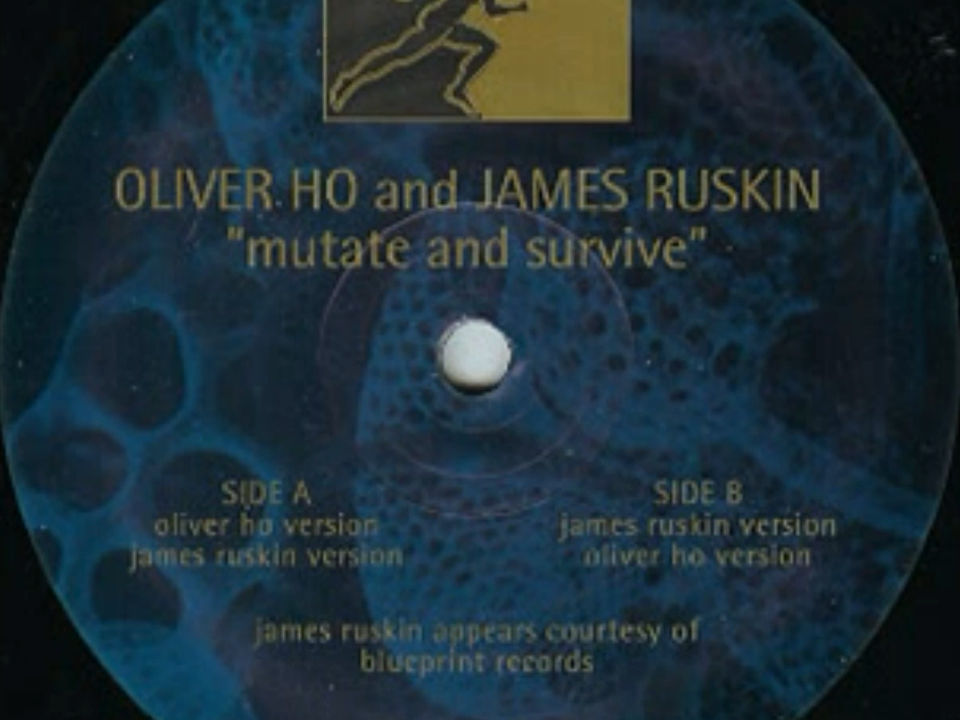 OLIVER HO and JAMES RUSKIN
"mutate and survive"
SIDE A
oliver ho version
james ruskin version
SIDE B
james ruskin version
oliver ho version
james ruskin appears courtesy of
blueprint records